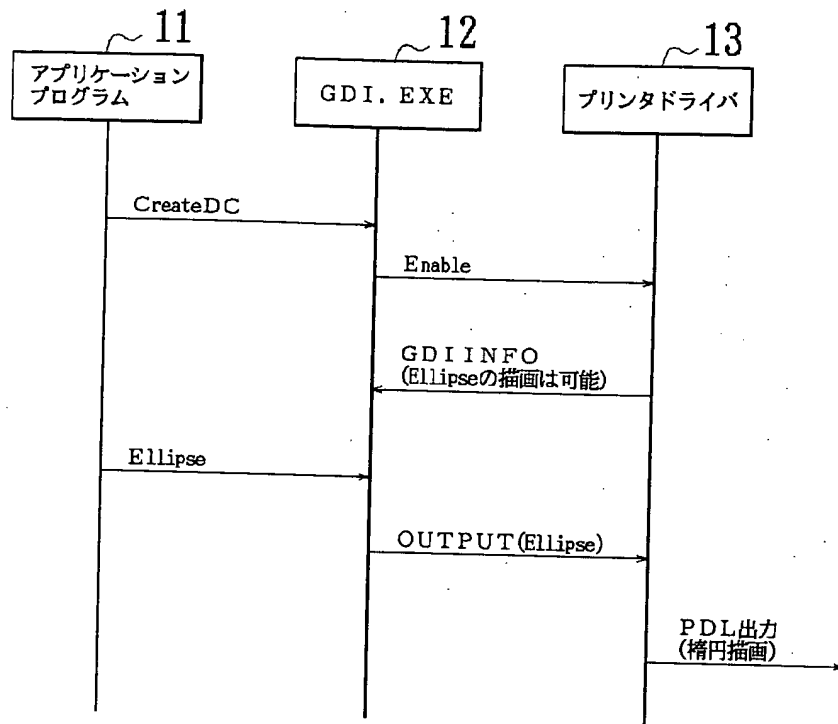 11
アプリケーション
プログラム
12
GDI.EXE
13
プリンタドライバ
CreateDC
Enable
GDIINFO
(Ellipseの描画は可能)
Ellipse
OUTPUT(Ellipse)
PDL出力
(楕円描画)